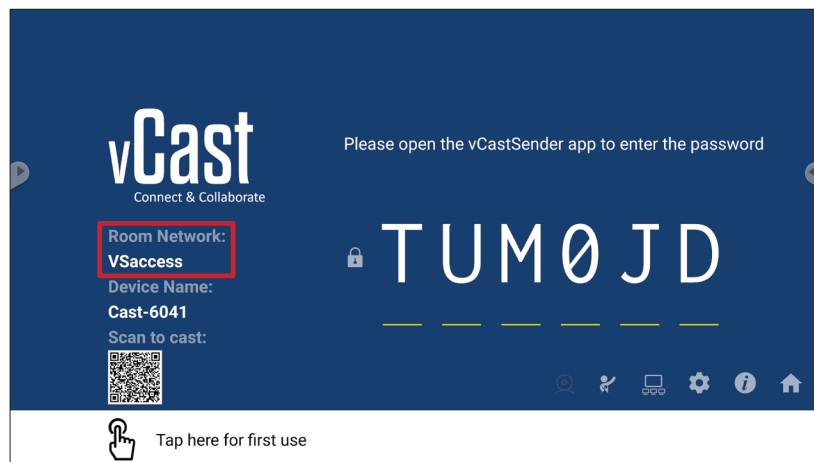 vCast
Connect & Collaborate
Please open the vCastSender app to enter the password
Room Network:
VSaccess
Device Name:
Cast-6041
Scan to cast:
TUM0JD
Tap here for first use